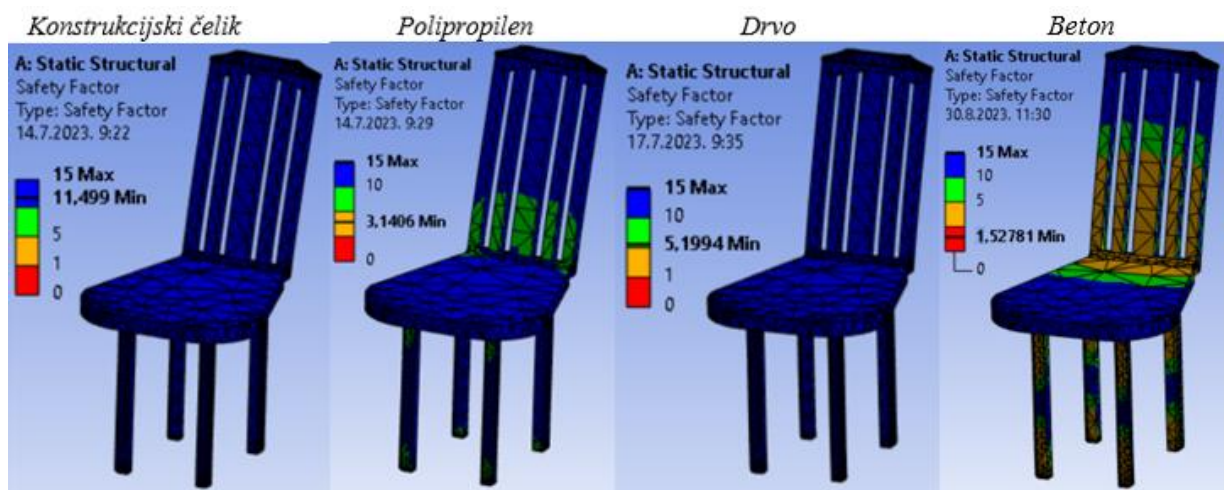 Konstrukcijski čelik
A: Static Structural
Safety Factor
Type: Safety Factor
14.7.2023. 9:22
15 Max
11,499 Min
5
1
0
Polipropilen
A: Static Structural
Safety Factor
Type: Safety Factor
14.7.2023. 9:29
15 Max
10
5
3,1406 Min
0
Drvo
A: Static Structural
Safety Factor
Type: Safety Factor
17.7.2023. 9:35
15 Max
10
5,1994 Min
1
0
Beton
A: Static Structural
Safety Factor
Type: Safety Factor
30.8.2023. 11:30
15 Max
10
5
1,52781 Min
0